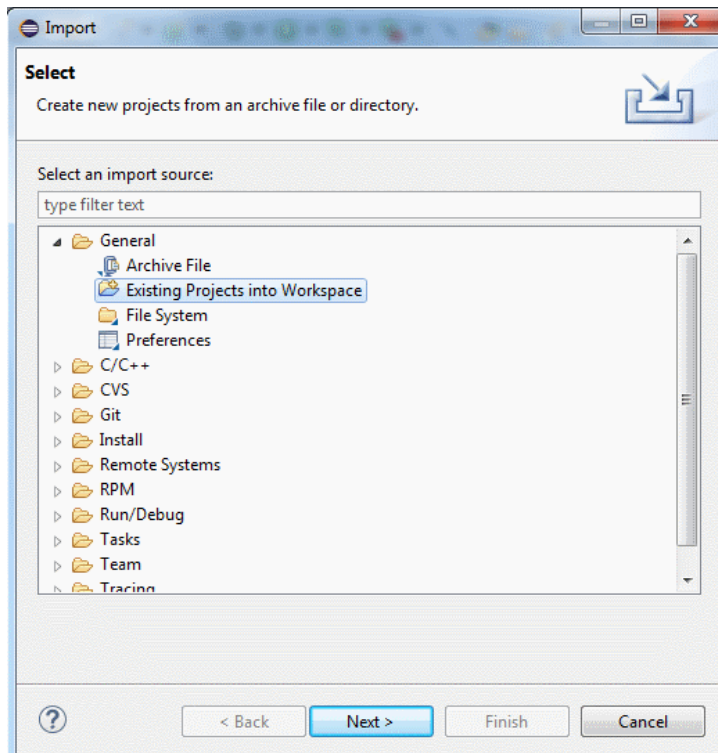 Import
Select
Create new projects from an archive file or directory.
Select an import source:
type filter text
General
Archive File
Existing Projects into Workspace
File System
Preferences
C/C++
CVS
Git
Install
Remote Systems
RPM
Run/Debug
Tasks
Team
Tracing
? < Back Next > Finish Cancel